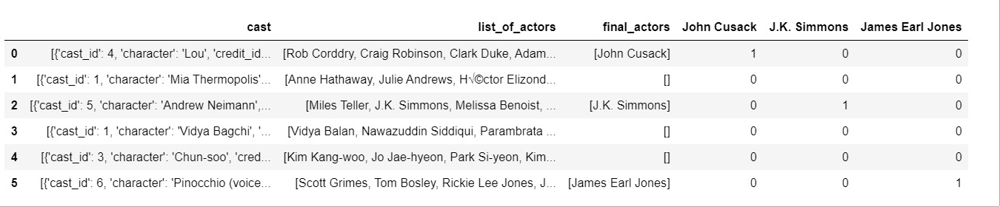 cast list_of_actors final_actors John Cusack J.K. Simmons James Earl Jones
0 [{'cast_id': 4, 'character': 'Lou', 'credit_id... [Rob Corddry, Craig Robinson, Clark Duke, Adam... [John Cusack] 1 0 0
1 [{'cast_id': 1, 'character': 'Mia Thermopolis'... [Anne Hathaway, Julie Andrews, H√©ctor Elizond... [] 0 0 0
2 [{'cast_id': 5, 'character': 'Andrew Neimann',... [Miles Teller, J.K. Simmons, Melissa Benoist, ... [J.K. Simmons] 0 1 0
3 [{'cast_id': 1, 'character': 'Vidya Bagchi', '... [Vidya Balan, Nawazuddin Siddiqui, Parambrata ... [] 0 0 0
4 [{'cast_id': 3, 'character': 'Chun-soo', 'cred... [Kim Kang-woo, Jo Jae-hyeon, Park Si-yeon, Kim... [] 0 0 0
5 [{'cast_id': 6, 'character': 'Pinocchio (voice... [Scott Grimes, Tom Bosley, Rickie Lee Jones, J... [James Earl Jones] 0 0 1